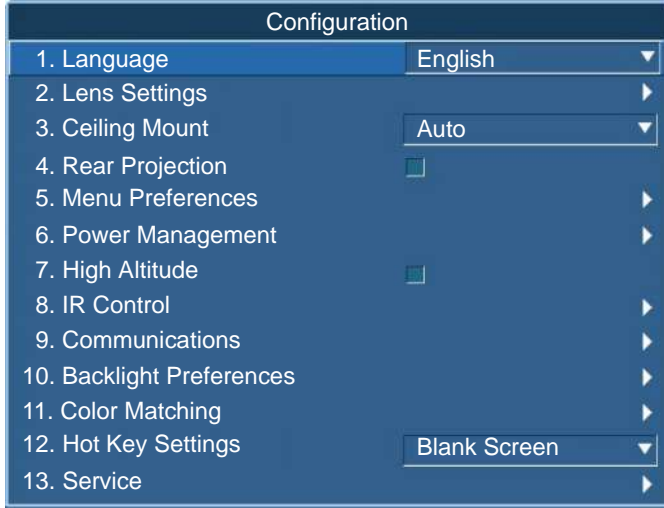 Configuration
1. Language English
2. Lens Settings
3. Ceiling Mount Auto
4. Rear Projection
5. Menu Preferences
6. Power Management
7. High Altitude
8. IR Control
9. Communications
10. Backlight Preferences
11. Color Matching
12. Hot Key Settings Blank Screen
13. Service